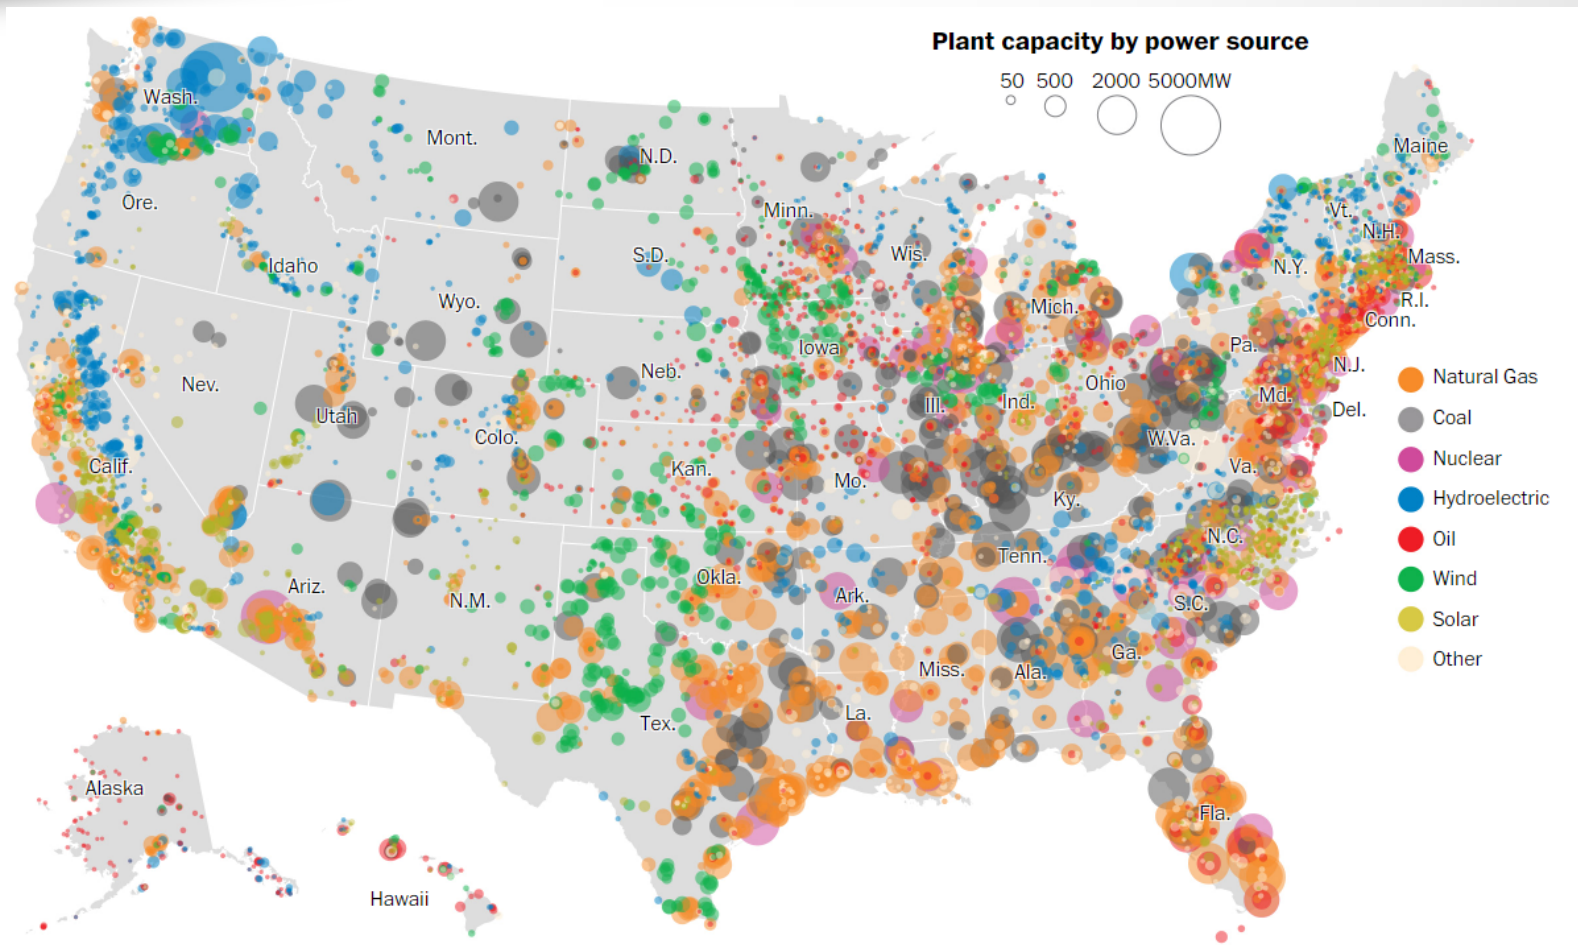 Plant capacity by power source
50 500 2000 5000MW
Wash.
Mont.
N.D.
Maine
Ore.
Minn.
Vt.
N.H.
Idaho
S.D.
Wis.
N.Y.
Mass.
Wyo.
Mich.
R.I.
Conn.
Iowa
Pa.
Nev.
Neb.
Ohio
N.J.
Utah
Ill.
Ind.
Md.
Del.
Colo.
W.Va.
Calif.
Kan.
Mo.
Va.
Ky.
N.C.
Ariz.
N.M.
Okla.
Ark.
Tenn.
S.C.
Tex.
La.
Miss.
Ala.
Ga.
Alaska
Fla.
Hawaii
Natural Gas
Coal
Nuclear
Hydroelectric
Oil
Wind
Solar
Other